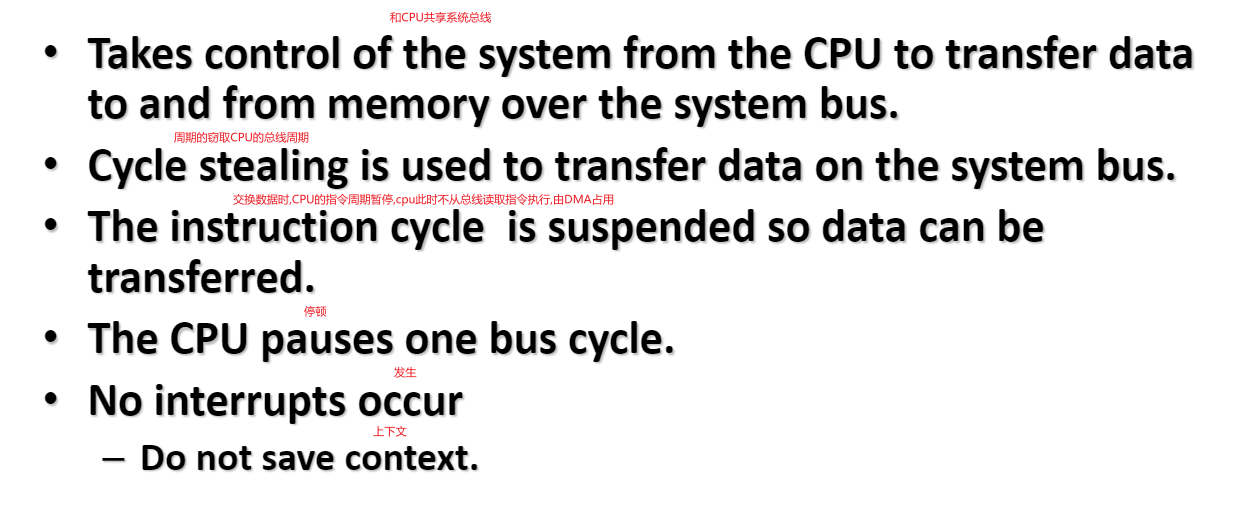 和CPU共享系统总线
• Takes control of the system from the CPU to transfer data
to and from memory over the system bus.
周期的窃取CPU的总线周期
• Cycle stealing is used to transfer data on the system bus.
交换数据时,CPU的指令周期暂停,cpu此时不从总线读取指令执行,由DMA占用
• The instruction cycle is suspended so data can be
transferred.
停顿
• The CPU pauses one bus cycle.
发生
• No interrupts occur
上下文
– Do not save context.